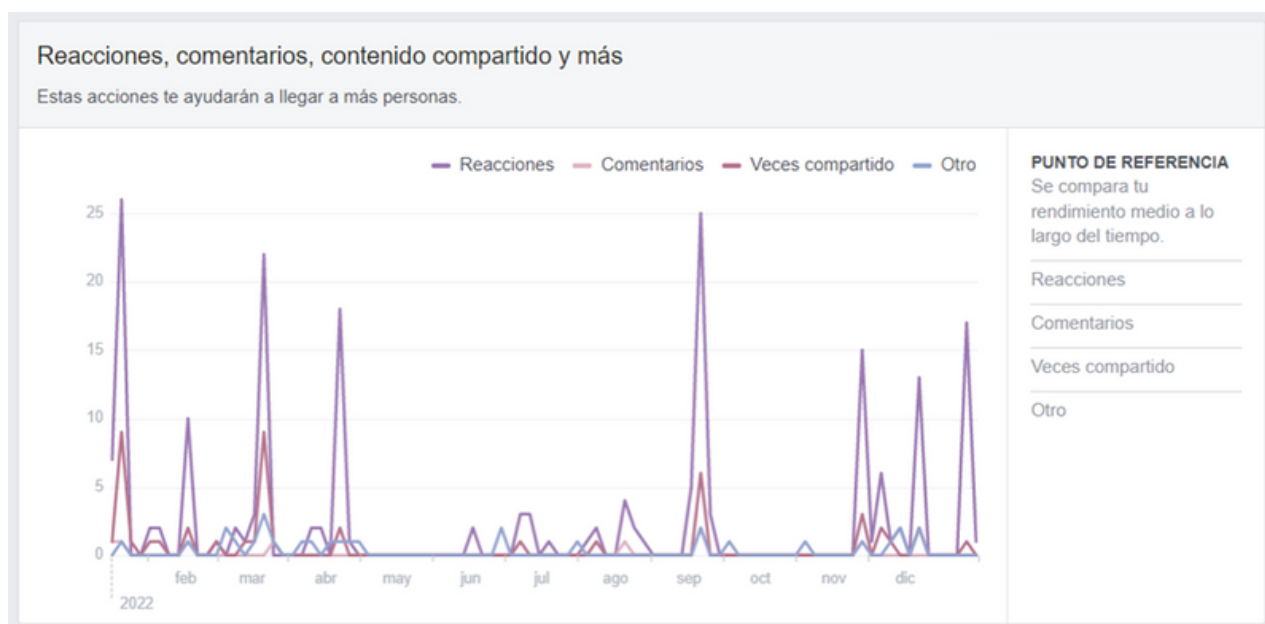 Reacciones, comentarios, contenido compartido y más
Estas acciones te ayudarán a llegar a más personas.
Reacciones Comentarios Veces compartido Otro
25
20
15
10
5
0
feb mar abr may jun jul ago sep oct nov dic
2022
PUNTO DE REFERENCIA
Se compara tu
rendimiento medio a lo
largo del tiempo.
Reacciones
Comentarios
Veces compartido
Otro